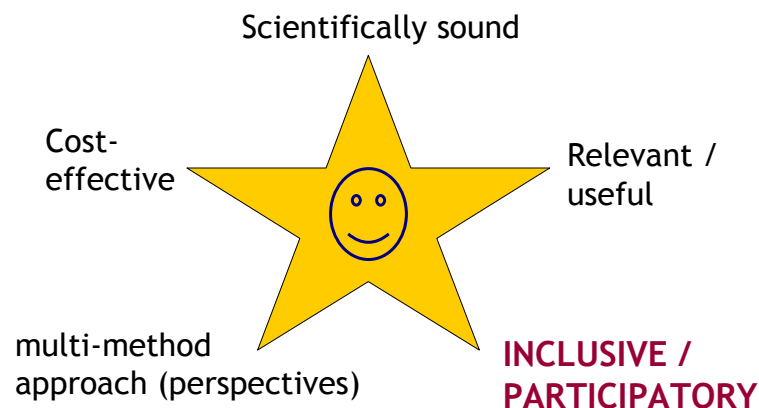 Scientifically sound
Cost-
effective
Relevant /
useful
multi-method
approach (perspectives)
INCLUSIVE /
PARTICIPATORY